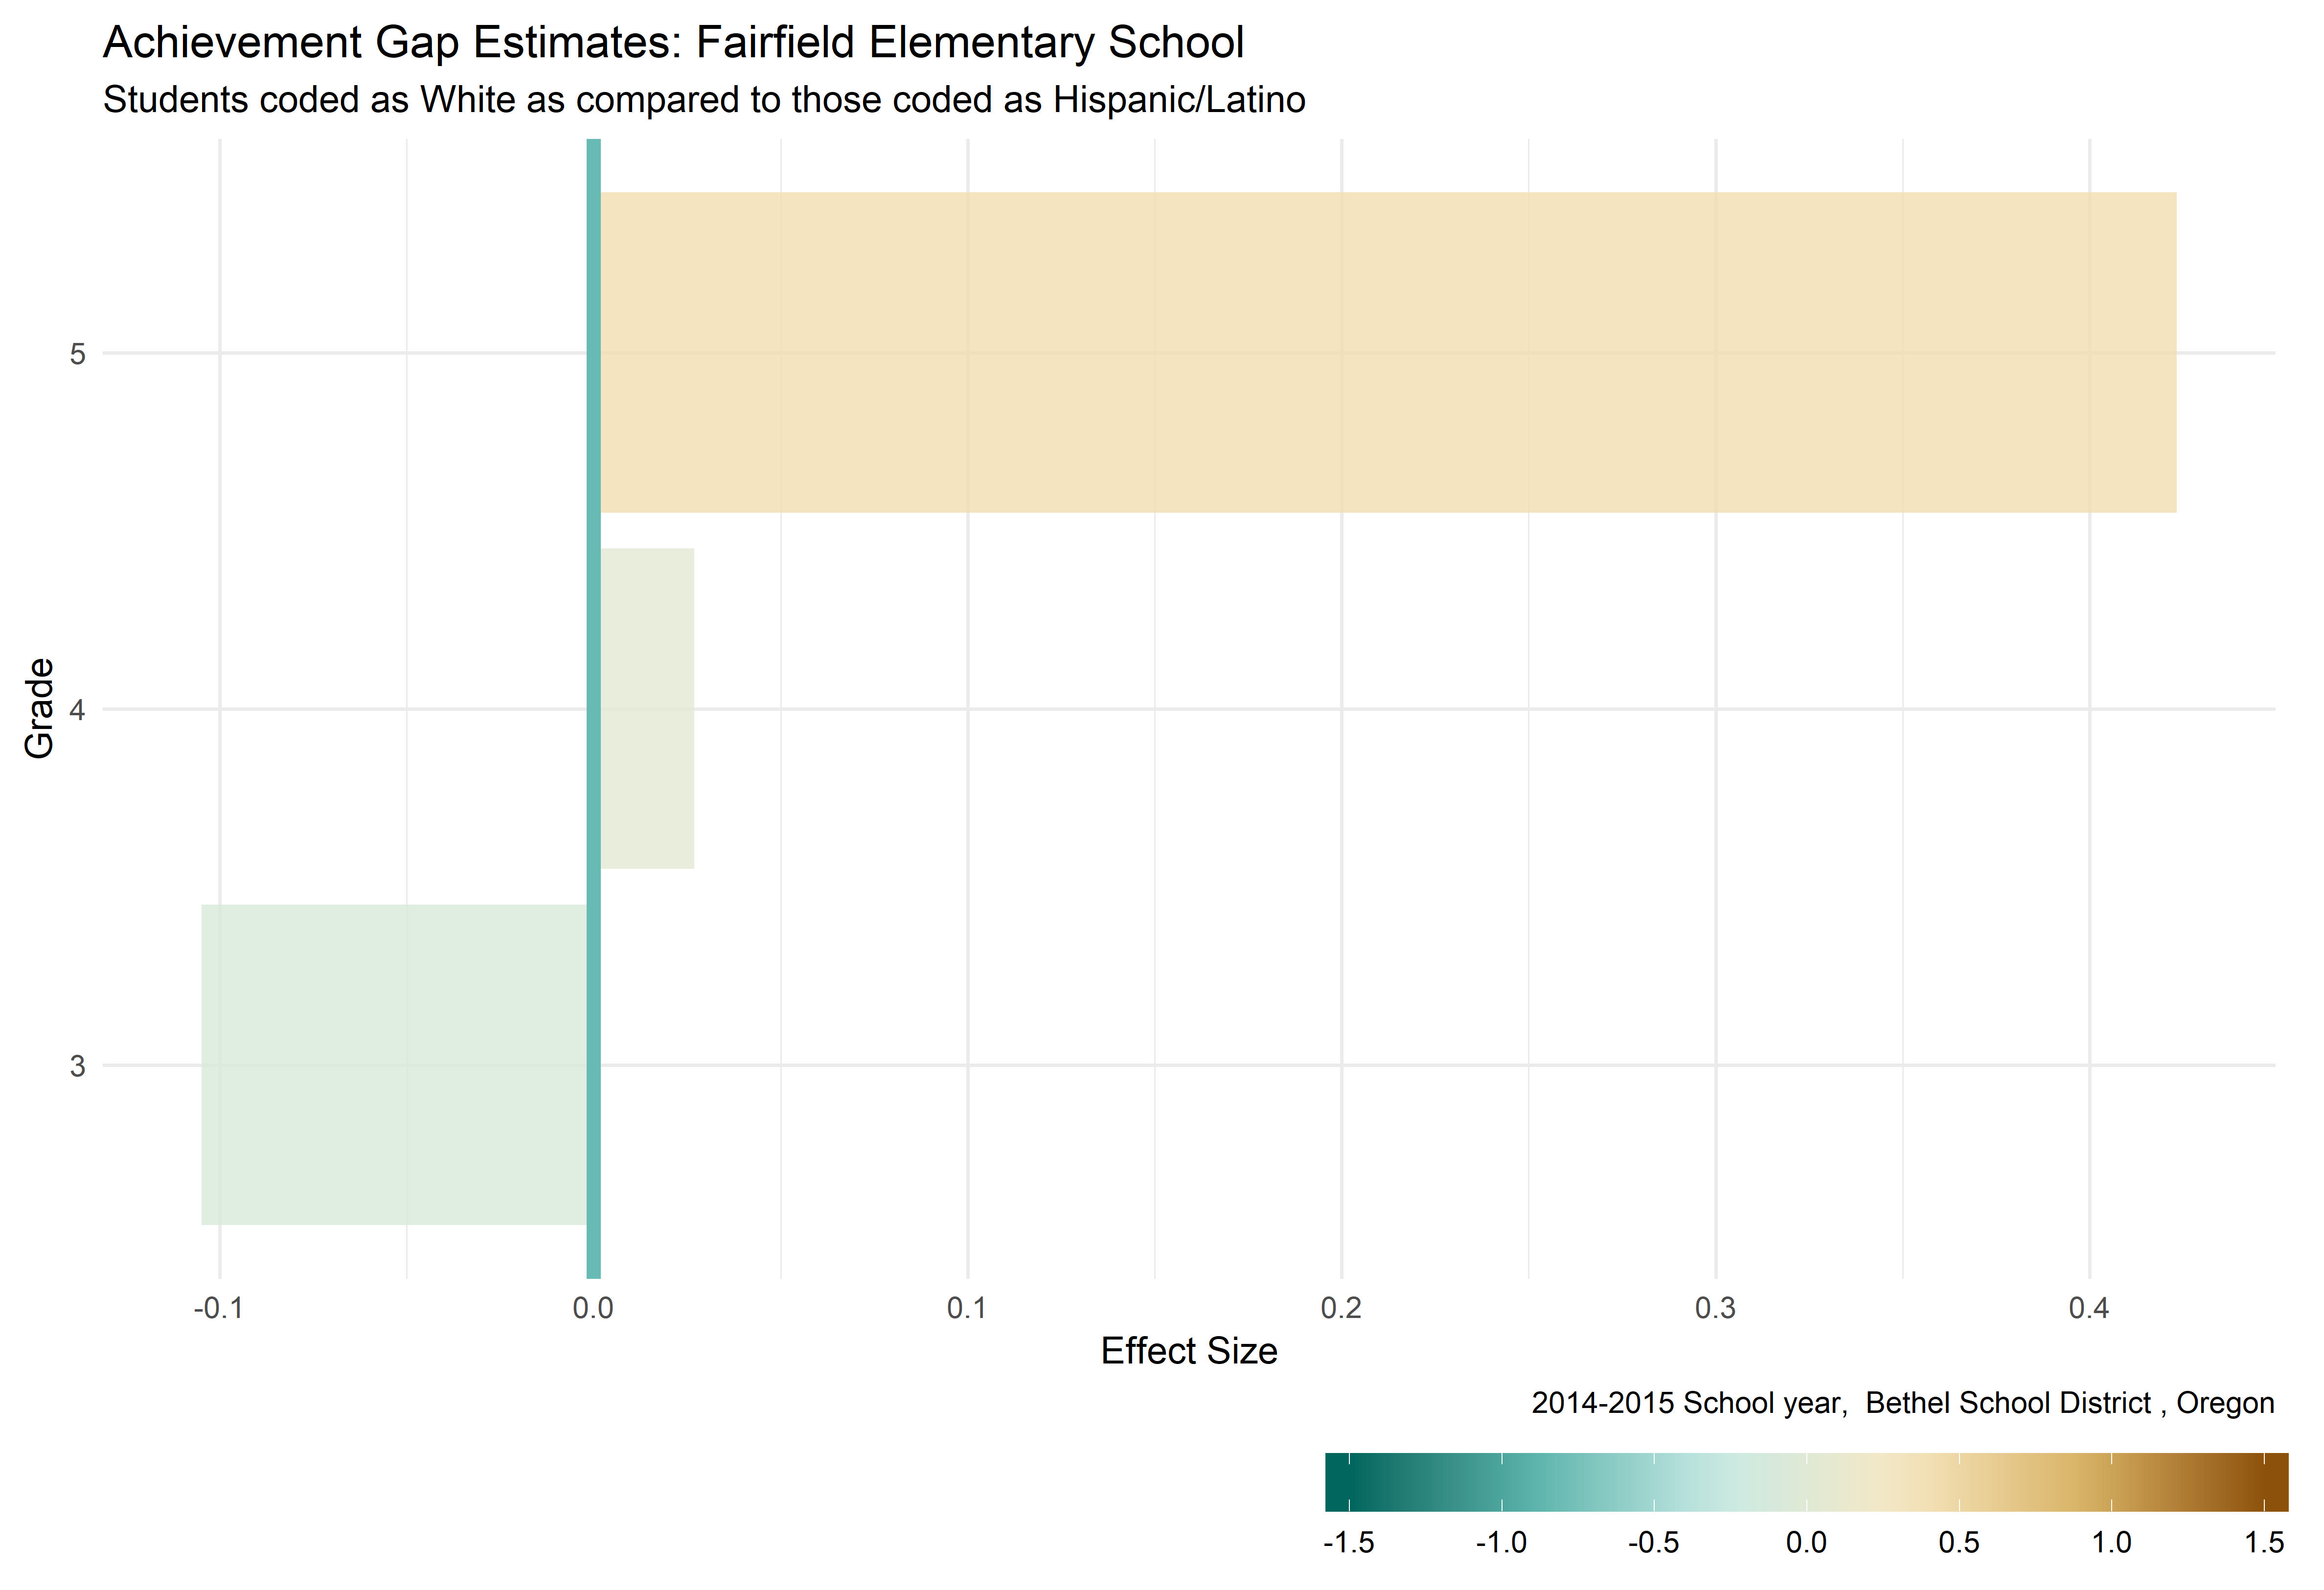 Achievement Gap Estimates: Fairfield Elementary School
Students coded as White as compared to those coded as Hispanic/Latino
Grade
5
4
3
-0.1 0.0 0.1 0.2 0.3 0.4
Effect Size
2014-2015 School year,  Bethel School District , Oregon
-1.5 -1.0 -0.5 0.0 0.5 1.0 1.5